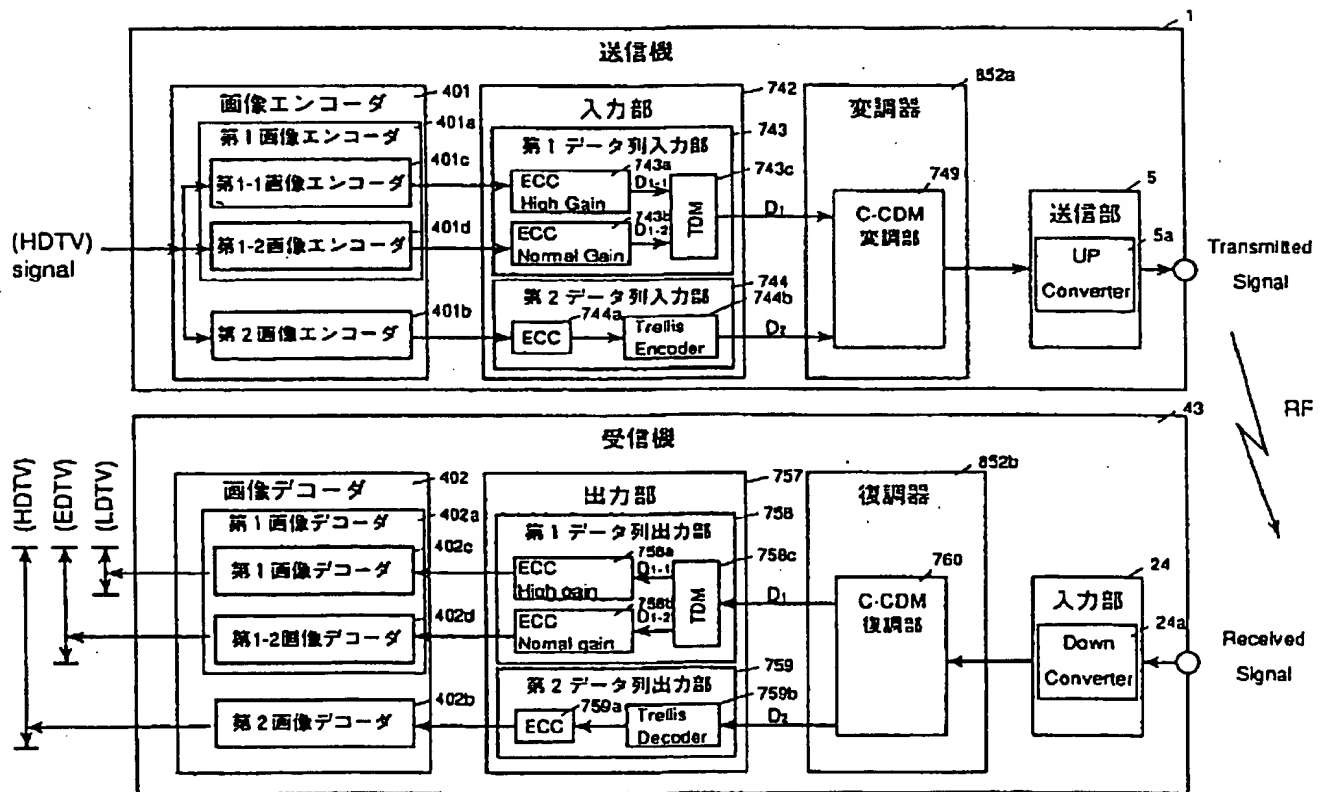 1
送信機
852a
画像エンコーダ
401
入力部
742
変調器
第1画像エンコーダ
401a
401c
第1-1画像エンコーダ
第1-2画像エンコーダ
401d
第2画像エンコーダ
401b
(HDTV)
signal
第1データ列入力部
743
743a
ECC
High Gain
D1-1
743b
ECC
Normal Gain
D1-2
TDM
743c
D1
第2データ列入力部
744
744a
744b
ECC
Trellis
Encoder
D2
749
C-CDM
変調部
5
送信部
5a
UP
Converter
Transmitted
Signal
RF
43
受信機
852b
(HDTV)
(EDTV)
(LDTV)
画像デコーダ
402
第1画像デコーダ
402a
402c
第1画像デコーダ
402d
第1-2画像デコーダ
402b
第2画像デコーダ
出力部
757
第1データ列出力部
758
758a
ECC
High gain
D1-1
758b
ECC
Nomal gain
D1-2
TDM
758c
D1
第2データ列出力部
759
759a
759b
ECC
Trellis
Decoder
D2
復調器
760
C-CDM
復調部
24
入力部
24a
Down
Converter
Received
Signal